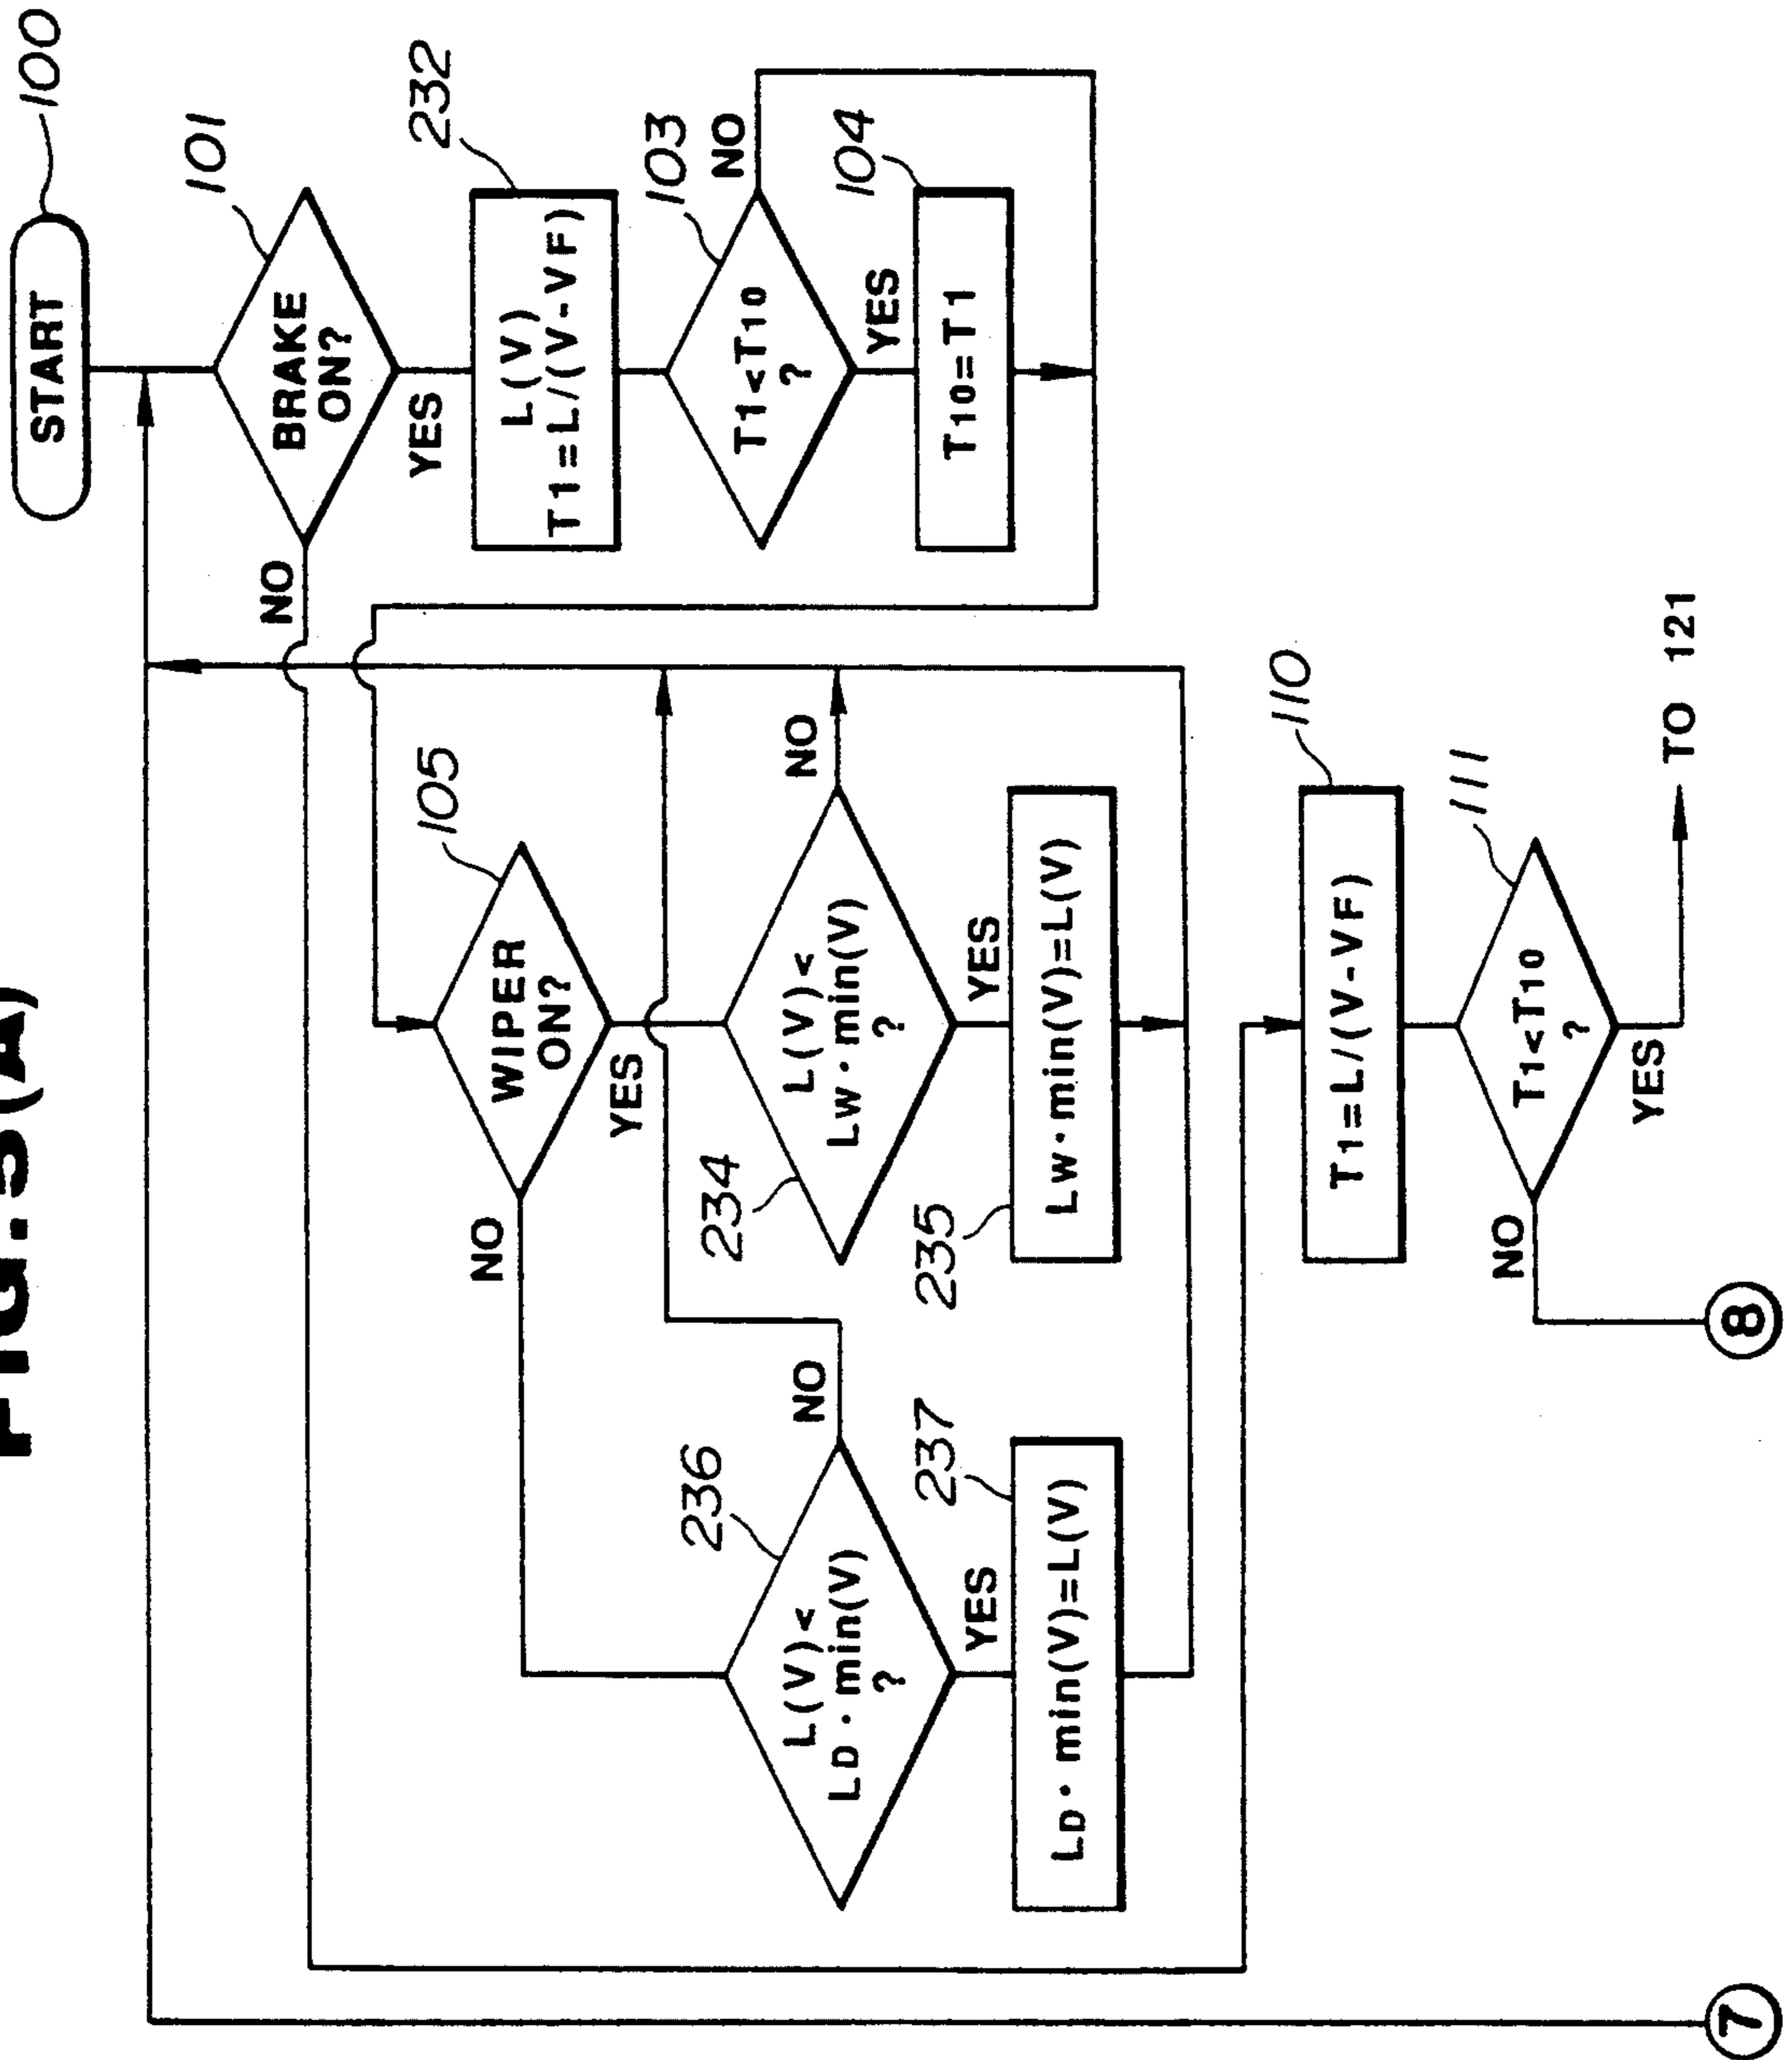 START
100
101
BRAKE
ON?
NO
YES
232
L(V)
T1=L/(V-VF)
103
T1<T10
?
NO
YES
104
T10=T1
105
WIPER
ON?
NO
YES
234
L(V)<
LW·min(V)
?
NO
YES
235
LW·min(V)=L(V)
236
L(V)<
LD·min(V)
?
NO
YES
237
LD·min(V)=L(V)
110
T1=L/(V-VF)
111
T1<T10
?
NO
YES
TO 121
7
8